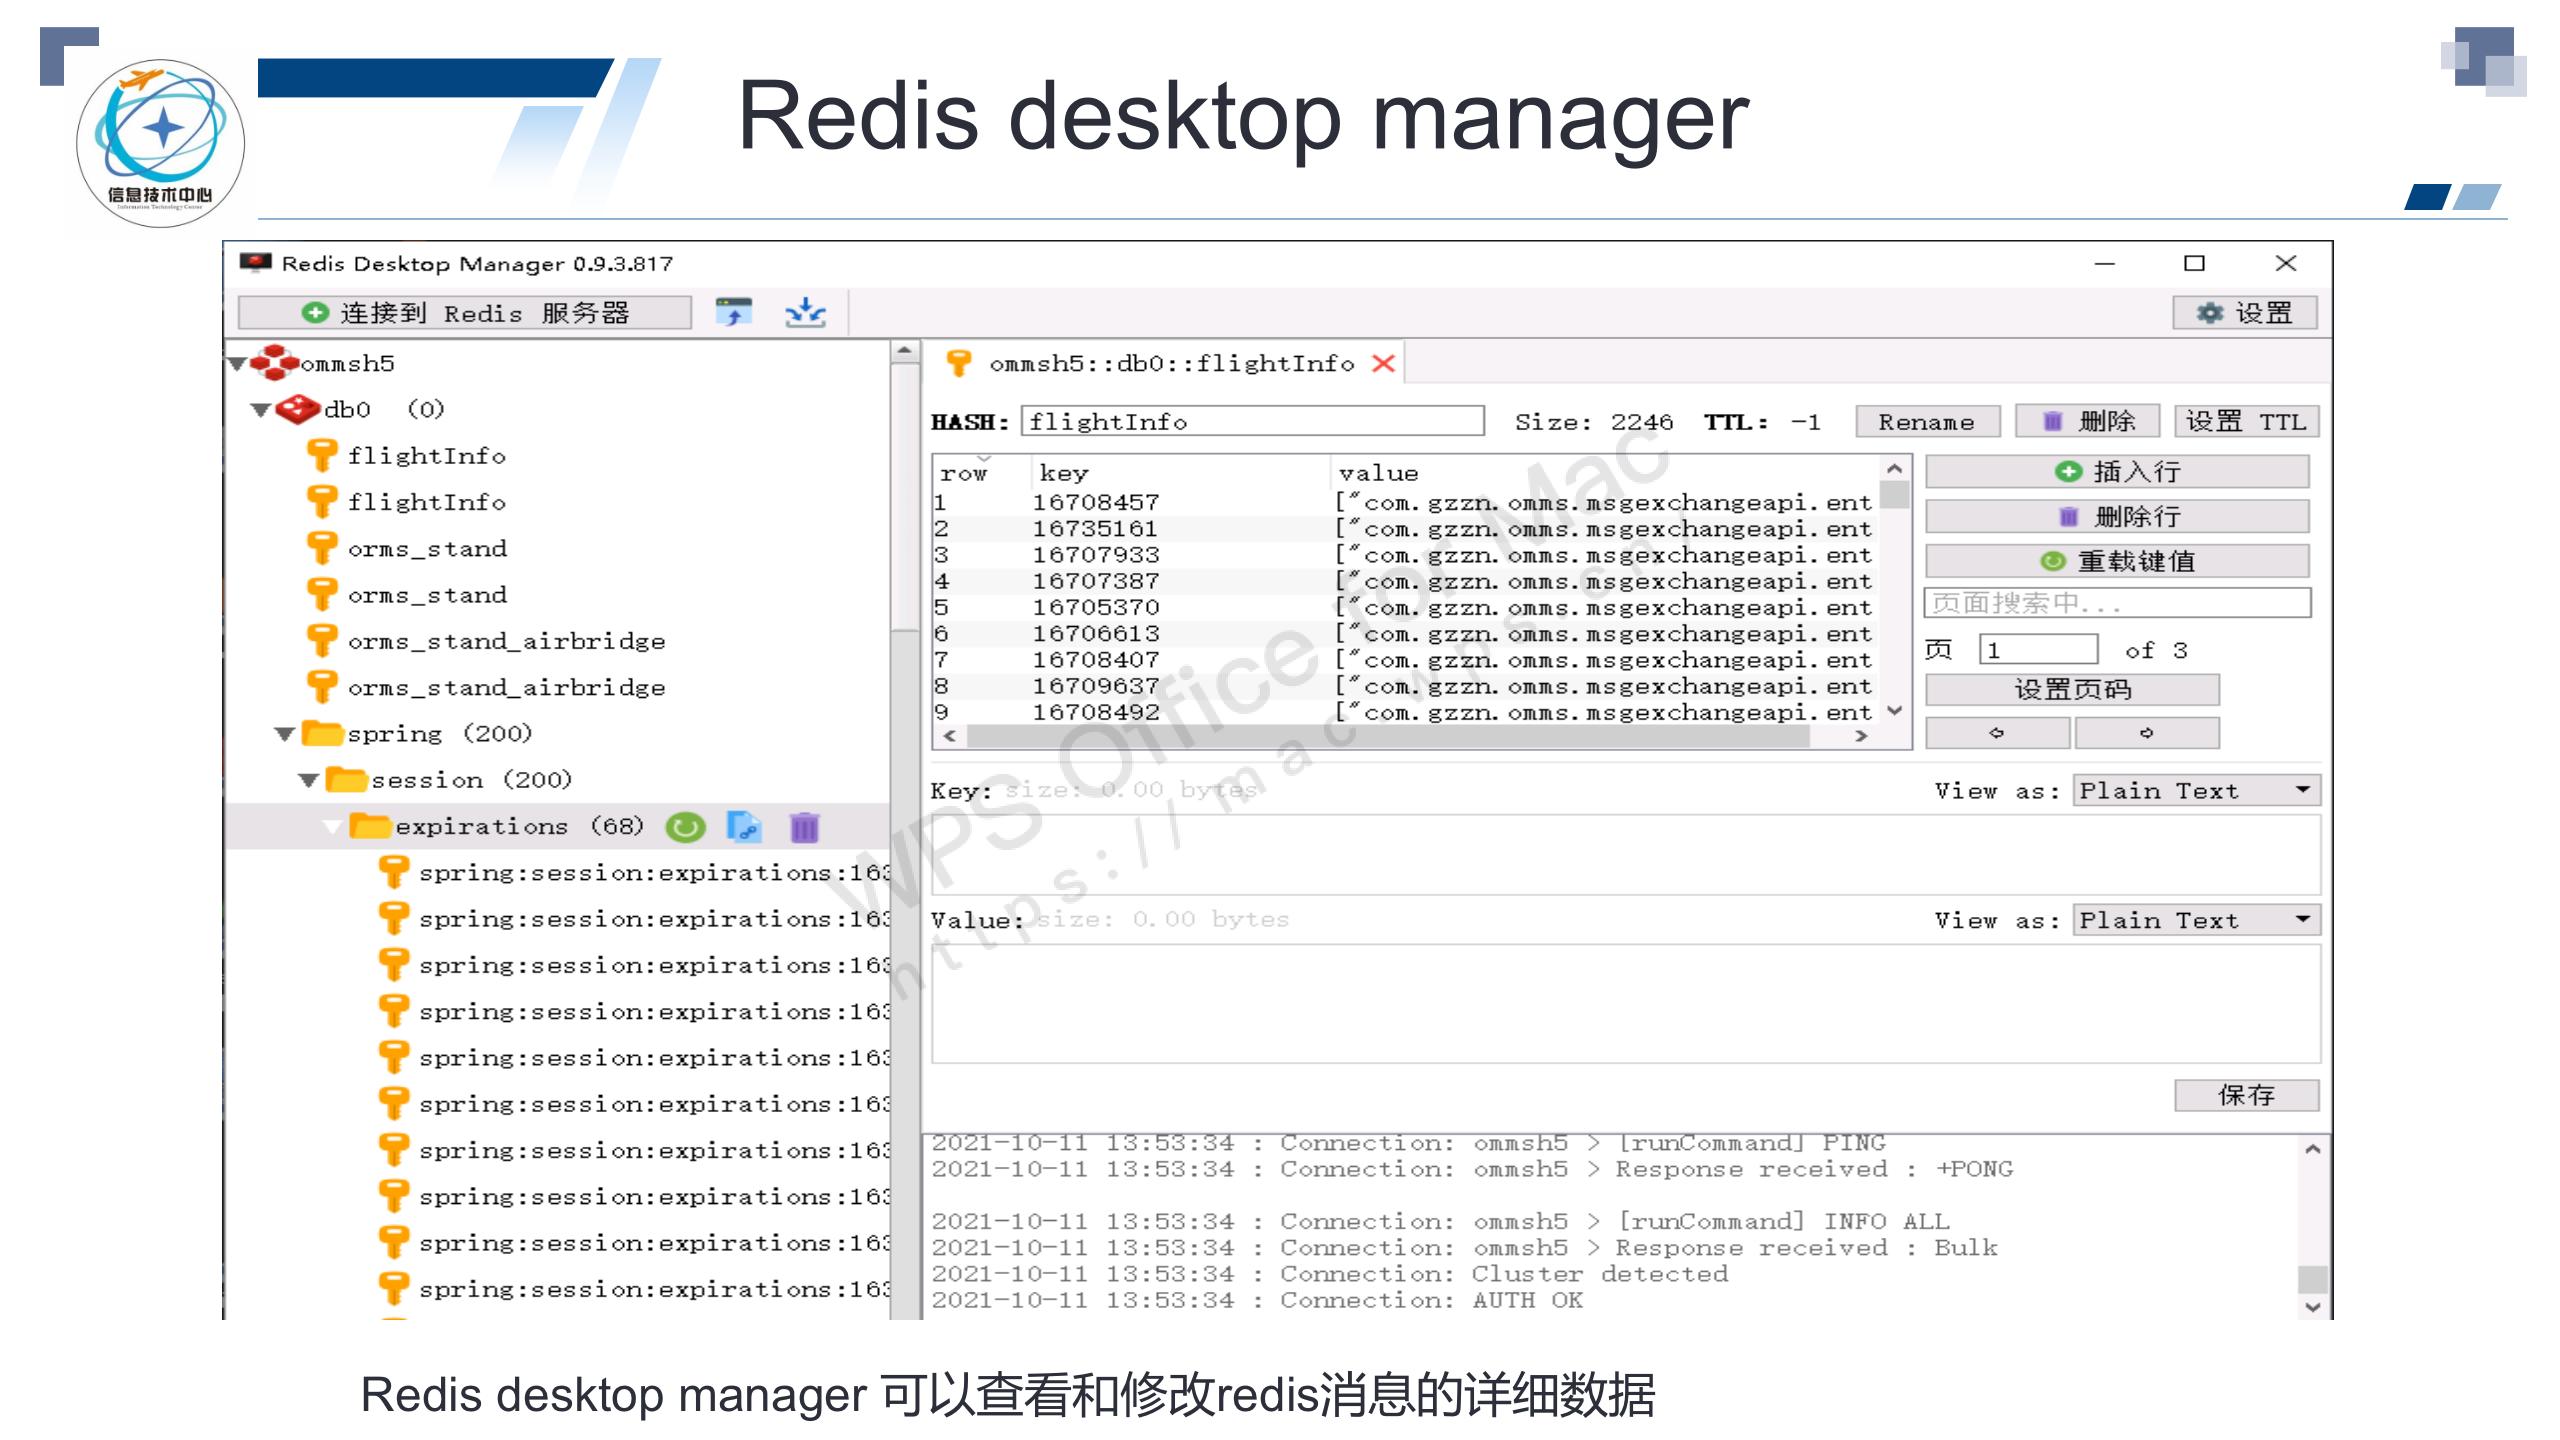 Redis desktop manager
信息技术中心
Information Technology Center
Redis Desktop Manager 0.9.3.817
连接到 Redis 服务器
设置
ommsh5
db0 (0)
flightInfo
flightInfo
orms_stand
orms_stand
orms_stand_airbridge
orms_stand_airbridge
spring (200)
session (200)
expirations (68)
spring:session:expirations:163
spring:session:expirations:163
spring:session:expirations:163
spring:session:expirations:163
spring:session:expirations:163
spring:session:expirations:163
spring:session:expirations:163
spring:session:expirations:163
spring:session:expirations:163
spring:session:expirations:163
ommsh5::db0::flightInfo
HASH: flightInfo Size: 2246 TTL: -1 Rename 删除 设置 TTL
row key value
1 16708457 ["com.gzzn.omms.msgexchangeapi.ent
2 16735161 ["com.gzzn.omms.msgexchangeapi.ent
3 16707933 ["com.gzzn.omms.msgexchangeapi.ent
4 16707387 ["com.gzzn.omms.msgexchangeapi.ent
5 16705370 ["com.gzzn.omms.msgexchangeapi.ent
6 16706613 ["com.gzzn.omms.msgexchangeapi.ent
7 16708407 ["com.gzzn.omms.msgexchangeapi.ent
8 16709637 ["com.gzzn.omms.msgexchangeapi.ent
9 16708492 ["com.gzzn.omms.msgexchangeapi.ent
插入行
删除行
重载键值
页面搜索中...
页 1 of 3
设置页码
Key: size: 0.00 bytes View as: Plain Text
Value: size: 0.00 bytes View as: Plain Text
保存
2021-10-11 13:53:34 : Connection: ommsh5 > [runCommand] PING
2021-10-11 13:53:34 : Connection: ommsh5 > Response received : +PONG
2021-10-11 13:53:34 : Connection: ommsh5 > [runCommand] INFO ALL
2021-10-11 13:53:34 : Connection: ommsh5 > Response received : Bulk
2021-10-11 13:53:34 : Connection: Cluster detected
2021-10-11 13:53:34 : Connection: AUTH OK
WPS Office for Mac
https://mac.wps.cn/
Redis desktop manager 可以查看和修改redis消息的详细数据